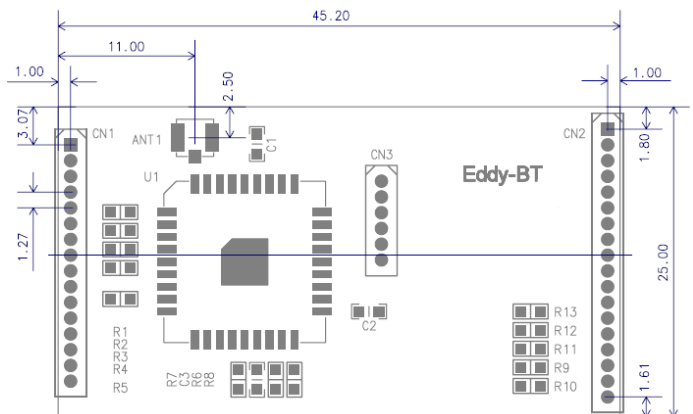 45.20
11.00
1.00
2.50
1.00
3.07
CN1
ANT1
C1
CN2
1.80
CN3
U1
Eddy-BT
1.27
25.00
C2
R13
R12
R11
R9
R10
R1
R2
R3
R4
R5
R7
C3
R6
R8
1.61